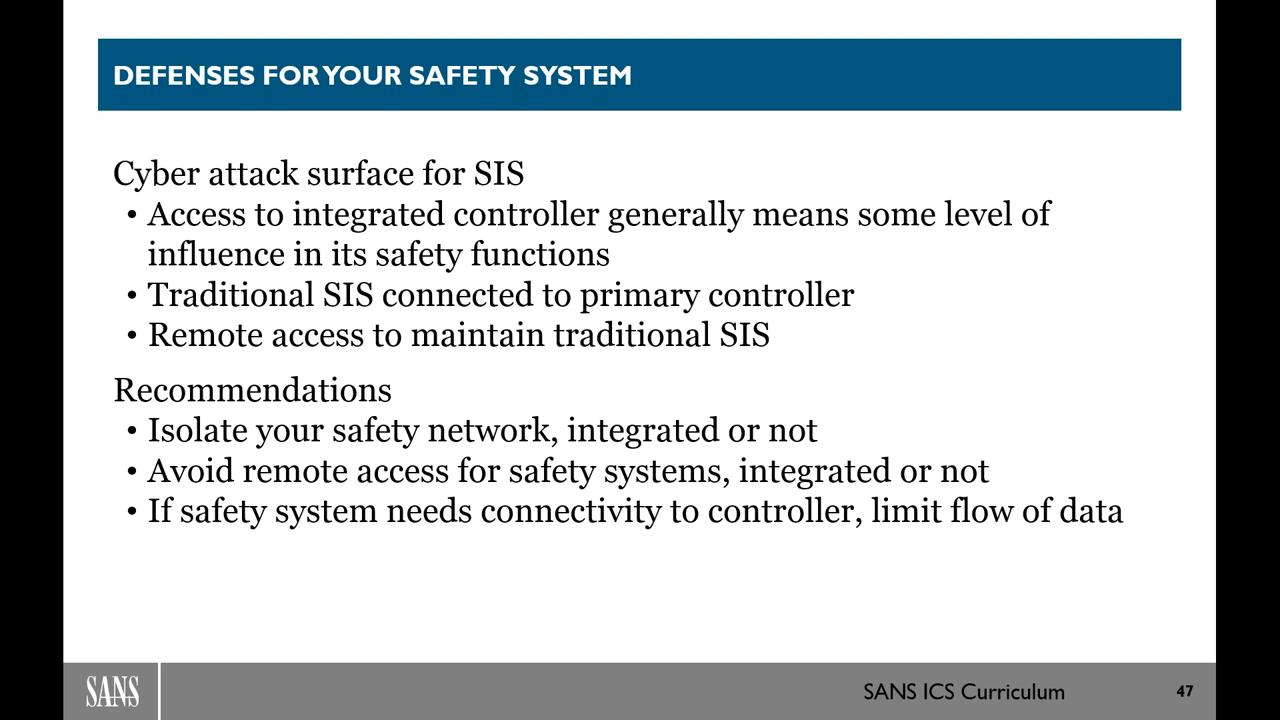 DEFENSES FOR YOUR SAFETY SYSTEM
Cyber attack surface for SIS
• Access to integrated controller generally means some level of
influence in its safety functions
• Traditional SIS connected to primary controller
• Remote access to maintain traditional SIS
Recommendations
• Isolate your safety network, integrated or not
• Avoid remote access for safety systems, integrated or not
• If safety system needs connectivity to controller, limit flow of data
SANS
SANS ICS Curriculum
47